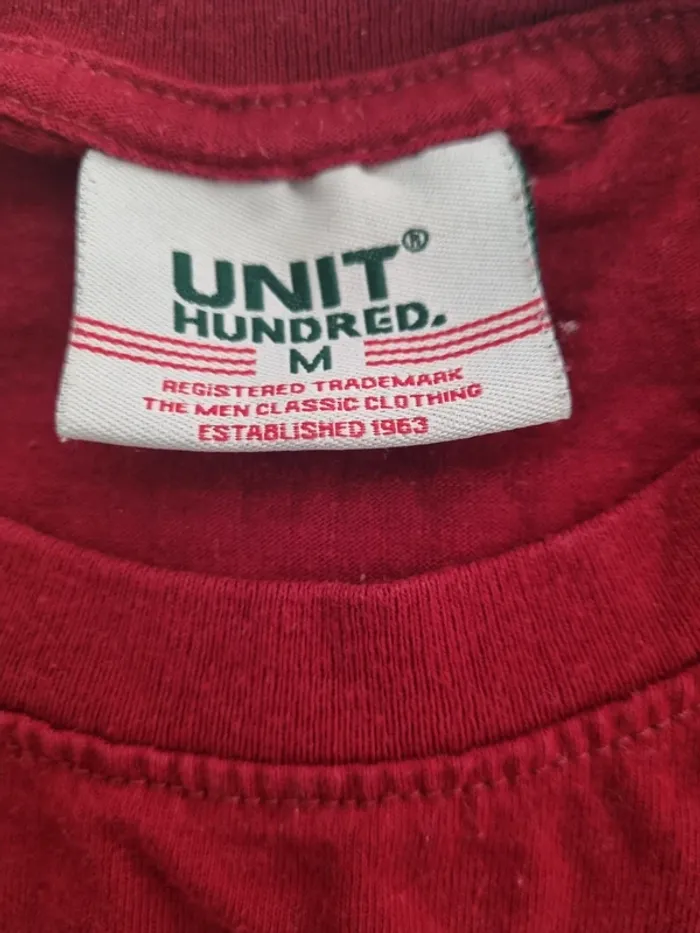 UNIT®
HUNDRED.
M
REGISTERED TRADEMARK
THE MEN CLASSIC CLOTHING
ESTABLISHED 1963